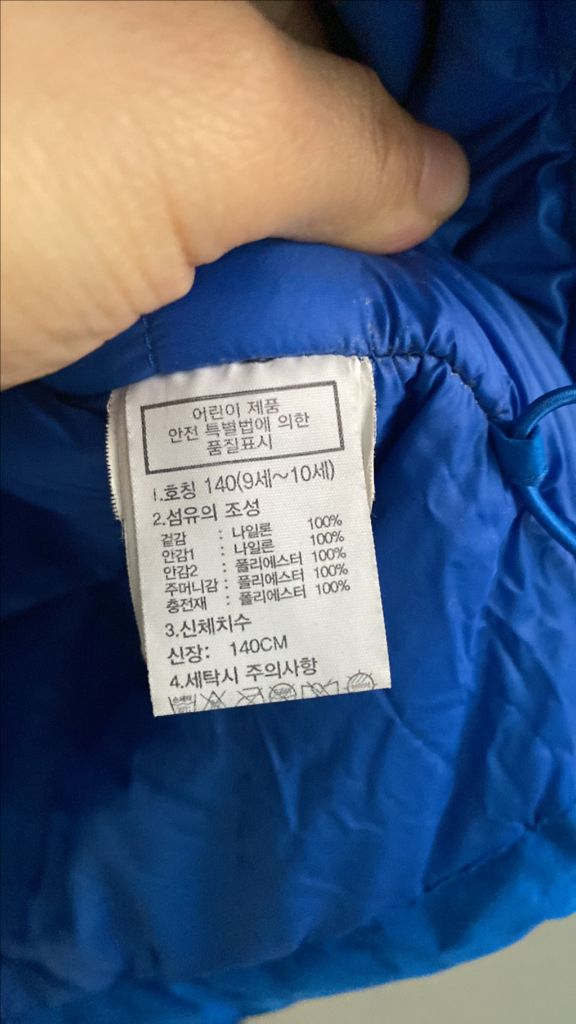 어린이 제품
안전 특별법에 의한
품질표시
1.호칭 140(9세~10세)
2.섬유의 조성
겉감 : 나일론 100%
안감1 : 나일론 100%
안감2 : 폴리에스터 100%
주머니감 : 폴리에스터 100%
충전재 : 폴리에스터 100%
3.신체치수
신장: 140CM
4.세탁시 주의사항